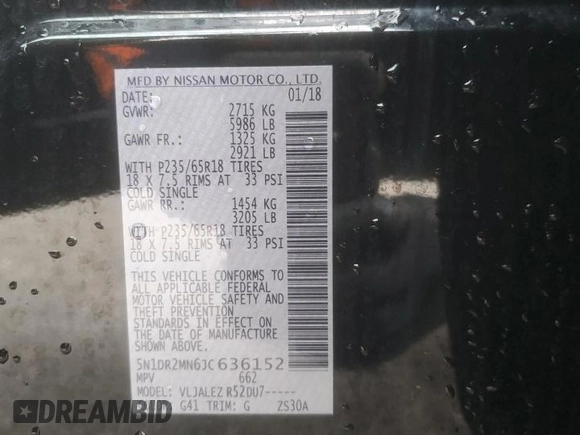 MFD BY NISSAN MOTOR CO., LTD.
DATE: 01/18
GVWR: 2715 KG
5986 LB
GAWR FR.: 1325 KG
2921 LB
WITH P235/65R18 TIRES
18 X 7.5 RIMS AT 33 PSI
COLD SINGLE
GAWR RR.: 1454 KG
3205 LB
WITH P235/65R18 TIRES
18 X 7.5 RIMS AT 33 PSI
COLD SINGLE
THIS VEHICLE CONFORMS TO
ALL APPLICABLE FEDERAL
MOTOR VEHICLE SAFETY AND
THEFT PREVENTION
STANDARDS IN EFFECT ON
THE DATE OF MANUFACTURE
SHOWN ABOVE.
5N1DR2MN6JC636152
MPV 662
MODEL: VLJALEZ R52DU7-----
G41 TRIM: G ZS30A
AutoHelperBot